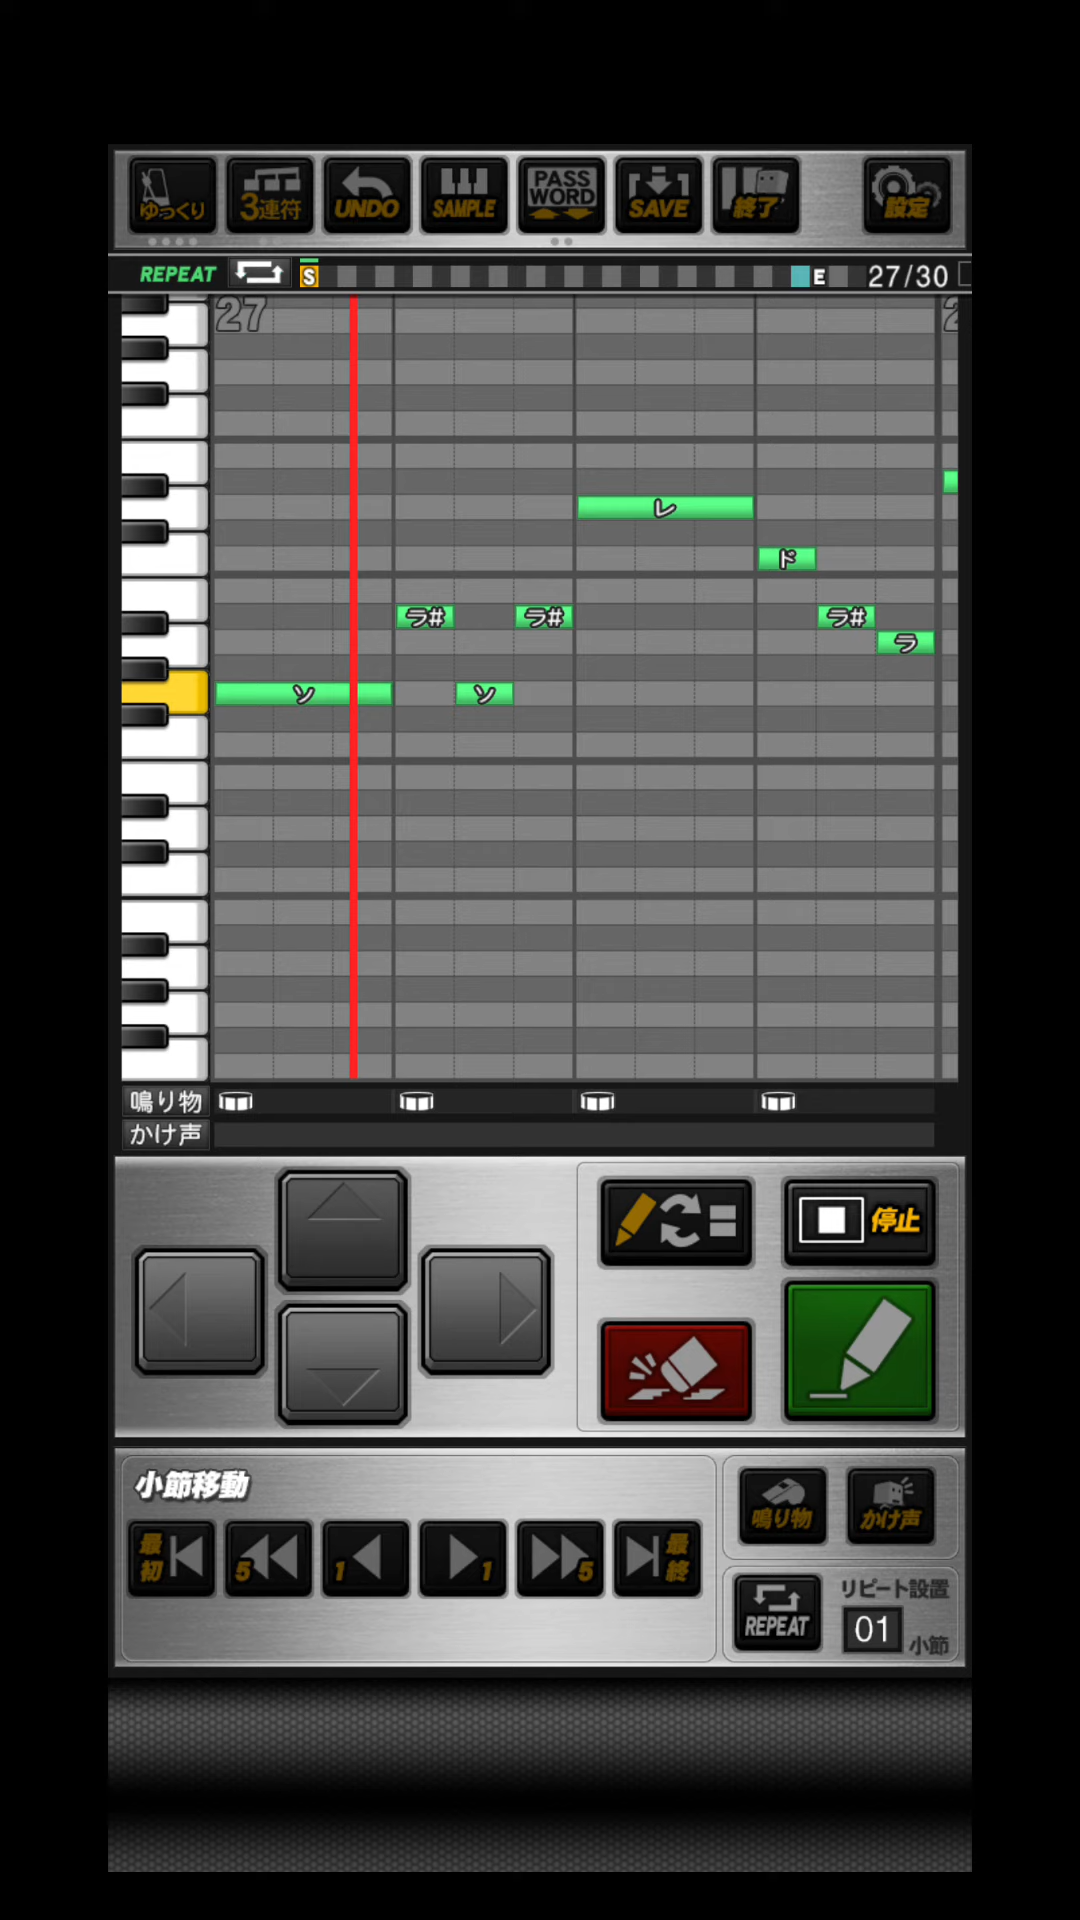 ゆっくり 3連符 UNDO SAMPLE PASS WORD SAVE 終了 設定
REPEAT S E 27/30
27
レ
ド
ラ# ラ# ラ#
ラ
ソ ソ
鳴り物
かけ声
停止
小節移動
最初 5 1 1 5 最終
鳴り物 かけ声
REPEAT リピート設置 01 小節